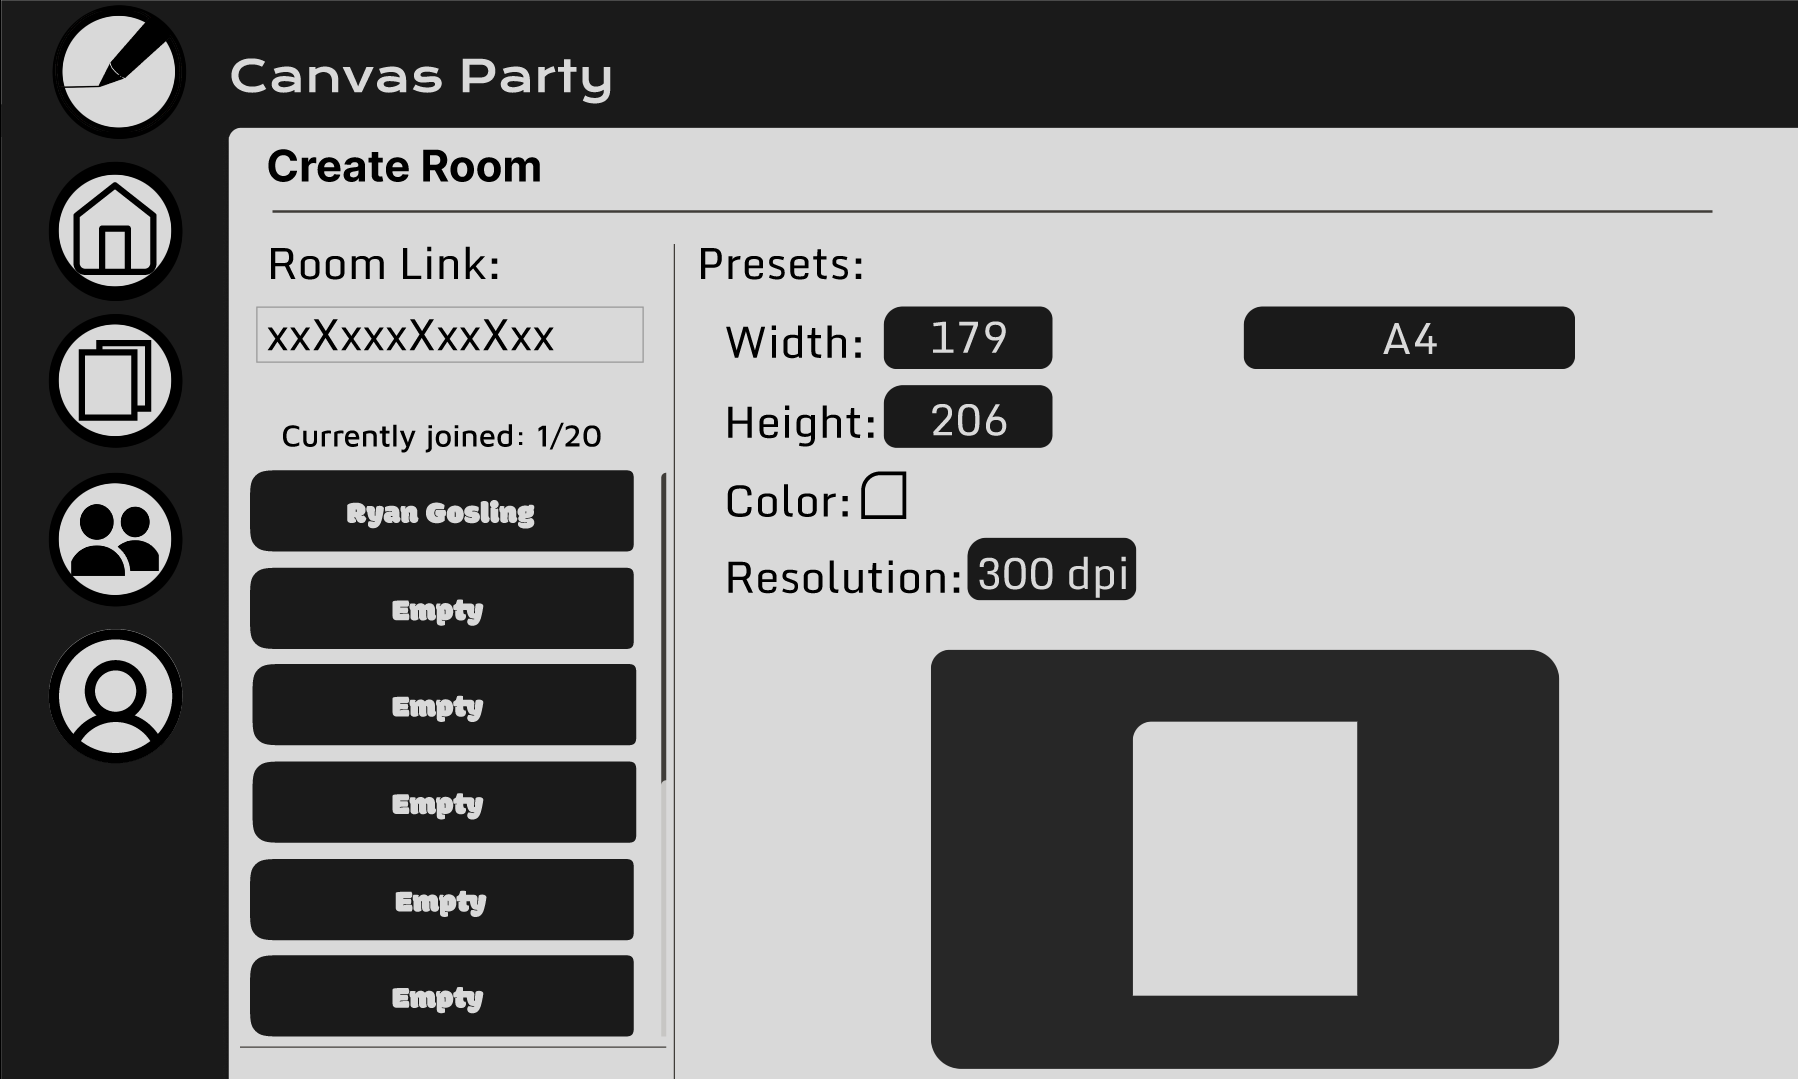 Canvas Party
Create Room
Room Link:
xxXxxxXxxXxx
Currently joined: 1/20
Ryan Gosling
Empty
Empty
Empty
Empty
Empty
Presets:
Width: 179
A4
Height: 206
Color:
Resolution: 300 dpi